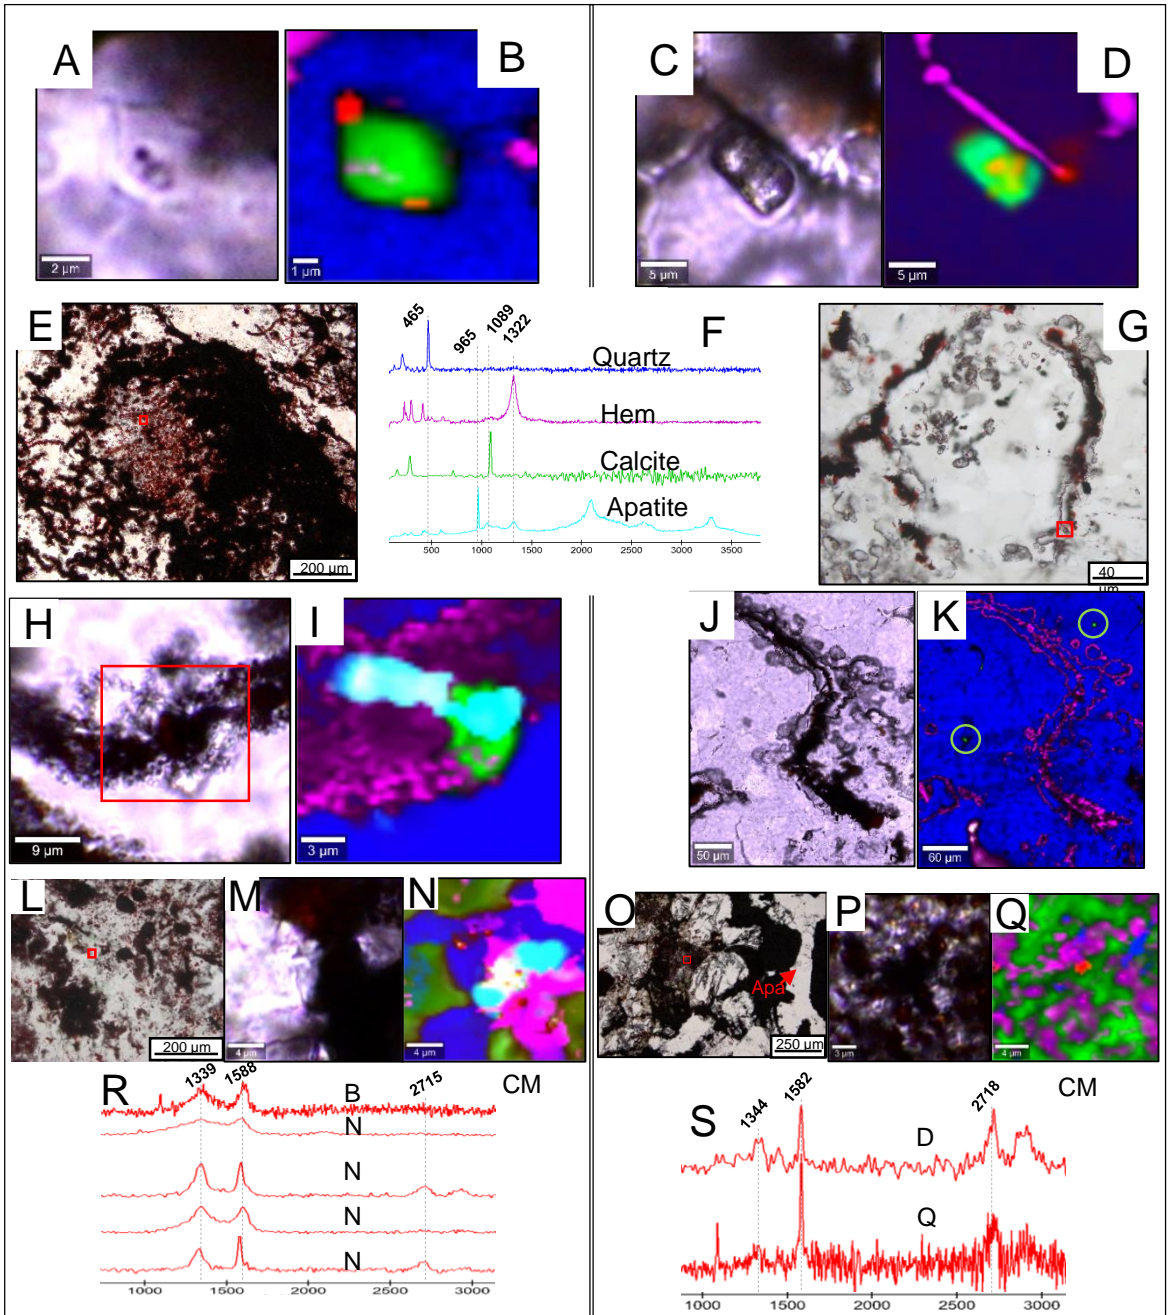 A
B
C
D
2 µm
1 µm
5 µm
5 µm
E
F
G
465
965
1089
1322
Quartz
Hem
Calcite
Apatite
500
1000
1500
2000
2500
3000
3500
200 µm
40
H
I
J
K
9 µm
3 µm
50 µm
60 µm
L
M
N
O
P
Q
Apa
200 µm
4 µm
4 µm
250 µm
3 µm
4 µm
R
1339
1588
2715
CM
B
N
N
N
N
1000
1500
2000
2500
3000
S
1344
1582
2718
CM
D
Q
1000
1500
2000
2500
3000